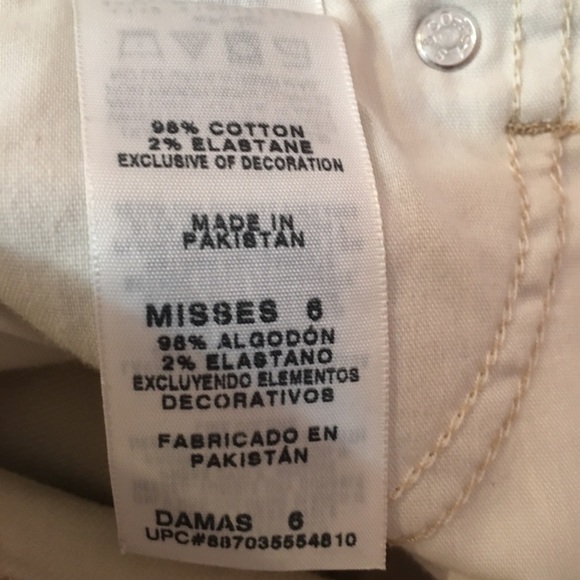 98% COTTON
2% ELASTANE
EXCLUSIVE OF DECORATION
MADE IN
PAKISTAN
MISSES 6
98% ALGODÓN
2% ELASTANO
EXCLUYENDO ELEMENTOS
DECORATIVOS
FABRICADO EN
PAKISTÁN
DAMAS 6
UPC#887035554810